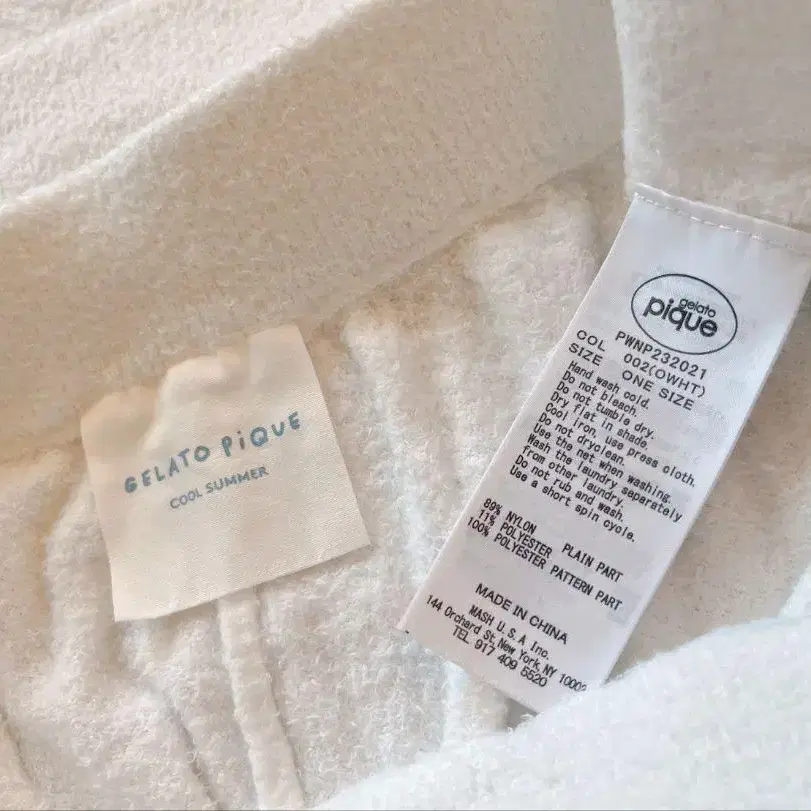 GELATO PiQUE
COOL SUMMER
gelato
pique
PWNP232021
COL 002(OWHT)
SIZE ONE SIZE
Hand wash cold.
Do not bleach.
Do not tumble dry.
Dry flat in shade.
Cool iron, use press cloth.
Do not dryclean.
Use the net when washing.
Wash the laundry separately
from other laundry.
Do not rub and wash.
Use a short spin cycle.
89% NYLON
11% POLYESTER PLAIN PART
100% POLYESTER PATTERN PART
MADE IN CHINA
MASH U.S.A Inc.
144 Orchard St, New York, NY 1000
TEL 917 409 5520